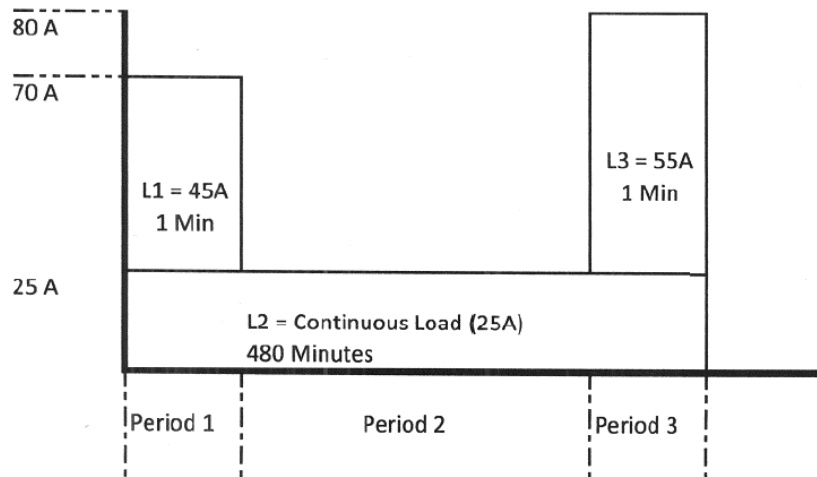 80 A
70 A
L1 = 45A
1 Min
L3 = 55A
1 Min
25 A
L2 = Continuous Load (25A)
480 Minutes
Period 1
Period 2
Period 3